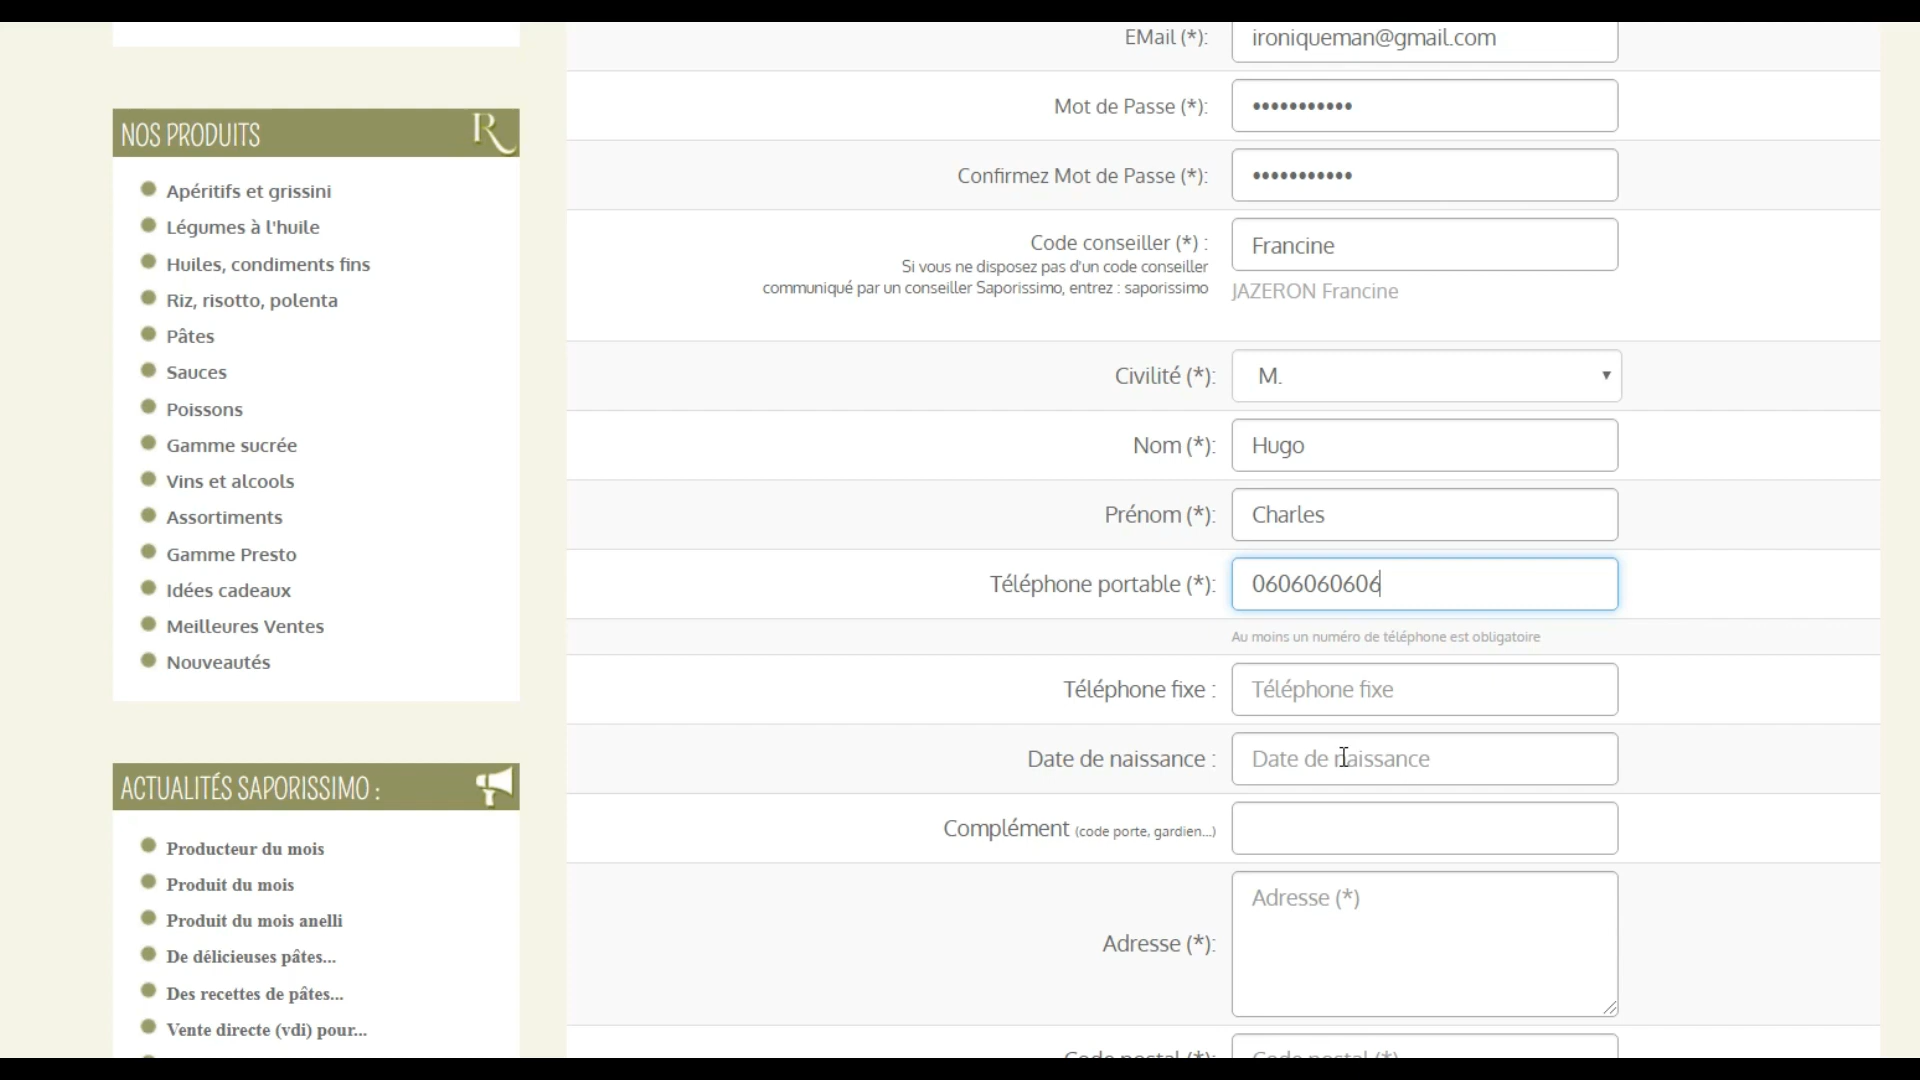 NOS PRODUITS
R
Apéritifs et grissini
Légumes à l'huile
Huiles, condiments fins
Riz, risotto, polenta
Pâtes
Sauces
Poissons
Gamme sucrée
Vins et alcools
Assortiments
Gamme Presto
Idées cadeaux
Meilleures Ventes
Nouveautés
ACTUALITÉS SAPORISSIMO :
Producteur du mois
Produit du mois
Produit du mois anelli
De délicieuses pâtes...
Des recettes de pâtes...
Vente directe (vdi) pour...
EMail (*): ironiqueman@gmail.com
Mot de Passe (*): •••••••••••
Confirmez Mot de Passe (*): •••••••••••
Code conseiller (*) : Francine
Si vous ne disposez pas d'un code conseiller
communiqué par un conseiller Saporissimo, entrez : saporissimo
JAZERON Francine
Civilité (*): M.
Nom (*): Hugo
Prénom (*): Charles
Téléphone portable (*): 0606060606
Au moins un numéro de téléphone est obligatoire
Téléphone fixe : Téléphone fixe
Date de naissance : Date de naissance
Complément (code porte, gardien...)
Adresse (*)
Adresse (*):
Code postal (*): Code postal (*)